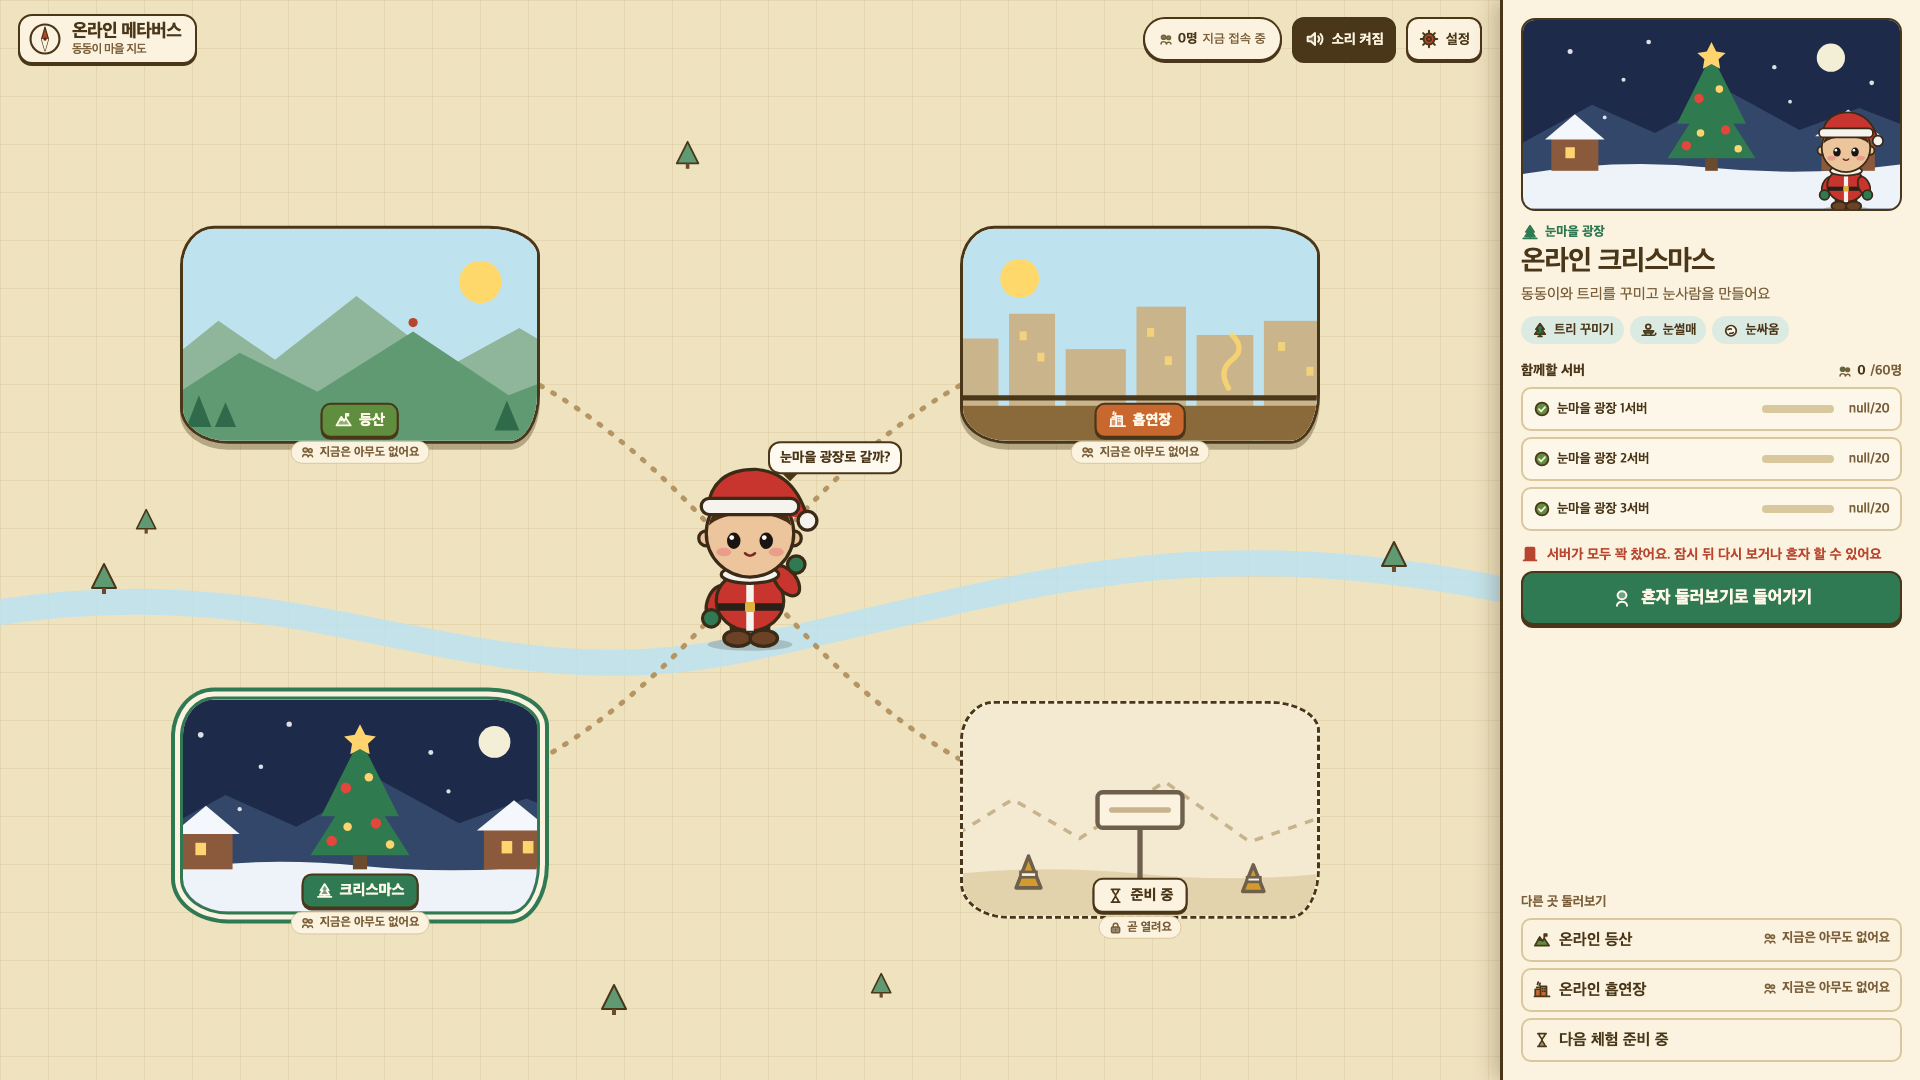 온라인 메타버스
동동이 마을 지도
0명 지금 접속 중
소리 켜짐
설정
등산
지금은 아무도 없어요
흡연장
지금은 아무도 없어요
눈마을 광장로 갈까?
크리스마스
지금은 아무도 없어요
준비 중
곧 열려요
눈마을 광장
온라인 크리스마스
동동이와 트리를 꾸미고 눈사람을 만들어요
트리 꾸미기
눈썰매
눈싸움
함께할 서버
0 /60명
눈마을 광장 1서버
null/20
눈마을 광장 2서버
null/20
눈마을 광장 3서버
null/20
서버가 모두 꽉 찼어요. 잠시 뒤 다시 보거나 혼자 할 수 있어요
혼자 둘러보기로 들어가기
다른 곳 둘러보기
온라인 등산
지금은 아무도 없어요
온라인 흡연장
지금은 아무도 없어요
다음 체험 준비 중